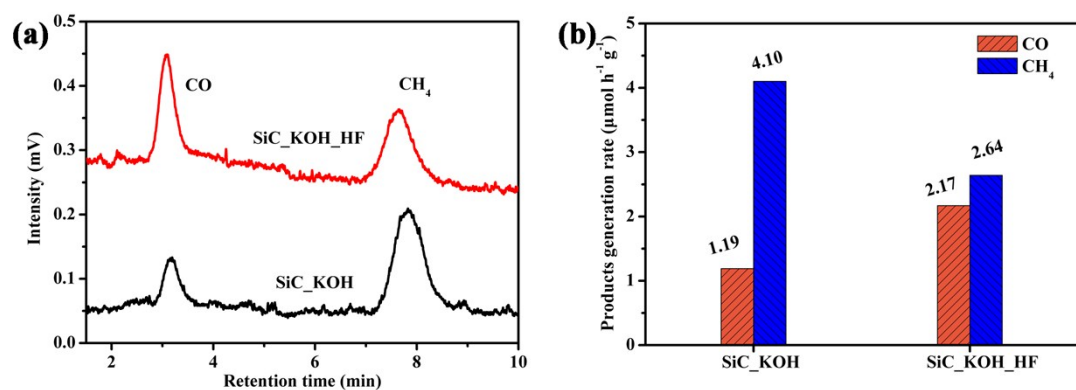 (a)
0.5
0.4
0.3
0.2
0.1
0.0
Intensity (mV)
CO
CH₄
SiC_KOH_HF
SiC_KOH
2
4
6
8
10
Retention time (min)
(b)
5
4
3
2
1
0
Products generation rate (µmol h⁻¹ g⁻¹)
CO
CH₄
1.19
4.10
2.17
2.64
SiC_KOH
SiC_KOH_HF